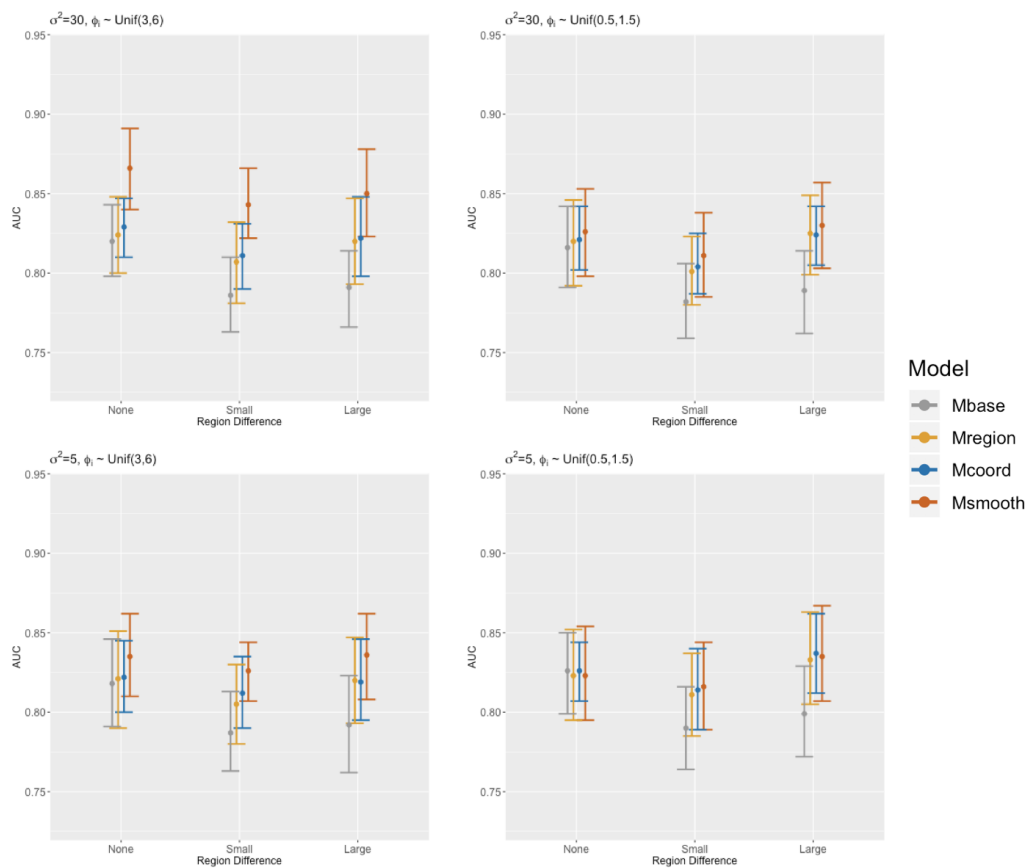 σ²=30, ϕᵢ ~ Unif(3,6)
0.95
0.90
0.85
0.80
0.75
AUC
None
Small
Large
Region Difference
σ²=30, ϕᵢ ~ Unif(0.5,1.5)
0.95
0.90
0.85
0.80
0.75
AUC
None
Small
Large
Region Difference
σ²=5, ϕᵢ ~ Unif(3,6)
0.95
0.90
0.85
0.80
0.75
AUC
None
Small
Large
Region Difference
σ²=5, ϕᵢ ~ Unif(0.5,1.5)
0.95
0.90
0.85
0.80
0.75
AUC
None
Small
Large
Region Difference
Model
Mbase
Mregion
Mcoord
Msmooth